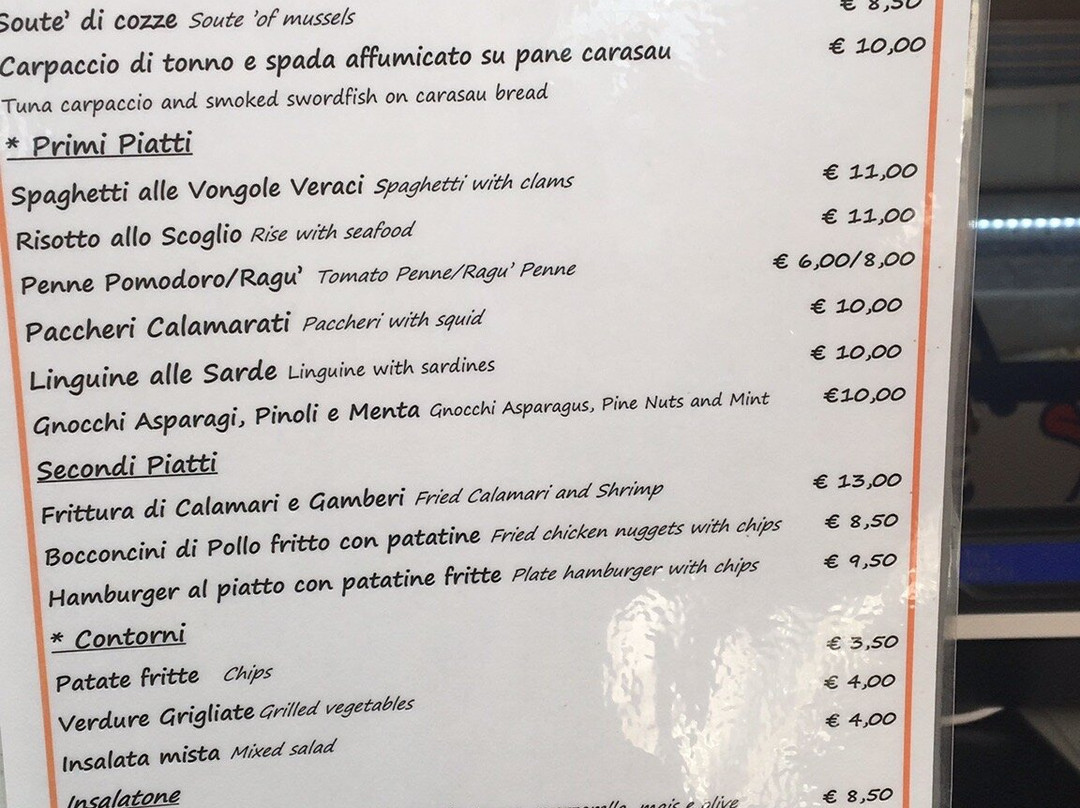 Soute' di cozze Soute 'of mussels € 8,50
Carpaccio di tonno e spada affumicato su pane carasau € 10,00
Tuna carpaccio and smoked swordfish on carasau bread
* Primi Piatti
Spaghetti alle Vongole Veraci Spaghetti with clams € 11,00
Risotto allo Scoglio Rise with seafood € 11,00
Penne Pomodoro/Ragu' Tomato Penne/Ragu' Penne € 6,00/8,00
Paccheri Calamarati Paccheri with squid € 10,00
Linguine alle Sarde Linguine with sardines € 10,00
Gnocchi Asparagi, Pinoli e Menta Gnocchi Asparagus, Pine Nuts and Mint €10,00
Secondi Piatti
Frittura di Calamari e Gamberi Fried Calamari and Shrimp € 13,00
Bocconcini di Pollo fritto con patatine Fried chicken nuggets with chips € 8,50
Hamburger al piatto con patatine fritte Plate hamburger with chips € 9,50
* Contorni
Patate fritte Chips € 3,50
Verdure Grigliate Grilled vegetables € 4,00
Insalata mista Mixed salad € 4,00
Insalatone
mais e olive € 8,50